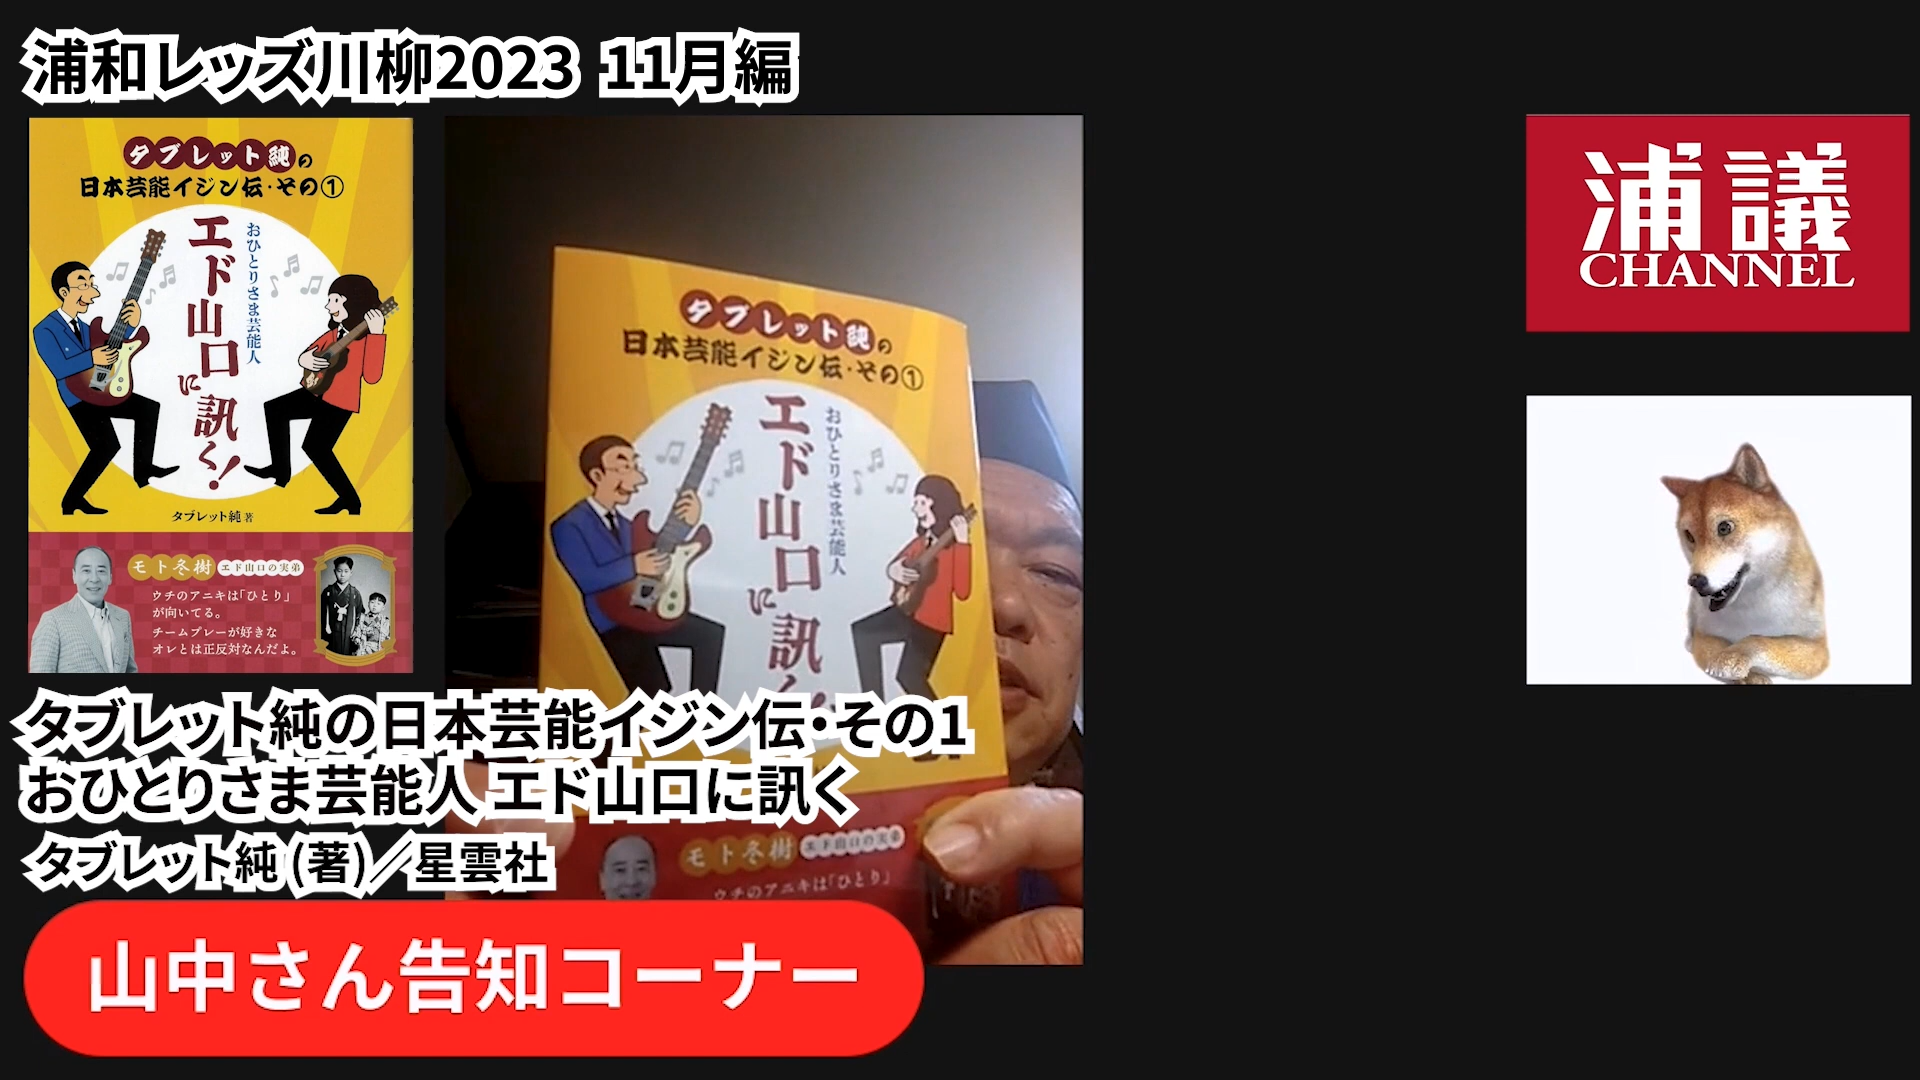 浦和レッズ川柳2023 11月編
タブレット純の
日本芸能イジン伝・その①
おひとりさま芸能人
エド山口に訊く!
タブレット純 著
モト冬樹 エド山口の実弟
ウチのアニキは「ひとり」
が向いてる。
チームプレーが好きな
オレとは正反対なんだよ。
タブレット純の
日本芸能イジン伝・その①
おひとりさま芸能人
エド山口に訊く!
モト冬樹 エド山口の実弟
ウチのアニキは「ひとり」
浦議
CHANNEL
タブレット純の日本芸能イジン伝・その1
おひとりさま芸能人 エド山口に訊く
タブレット純 (著)／星雲社
山中さん告知コーナー